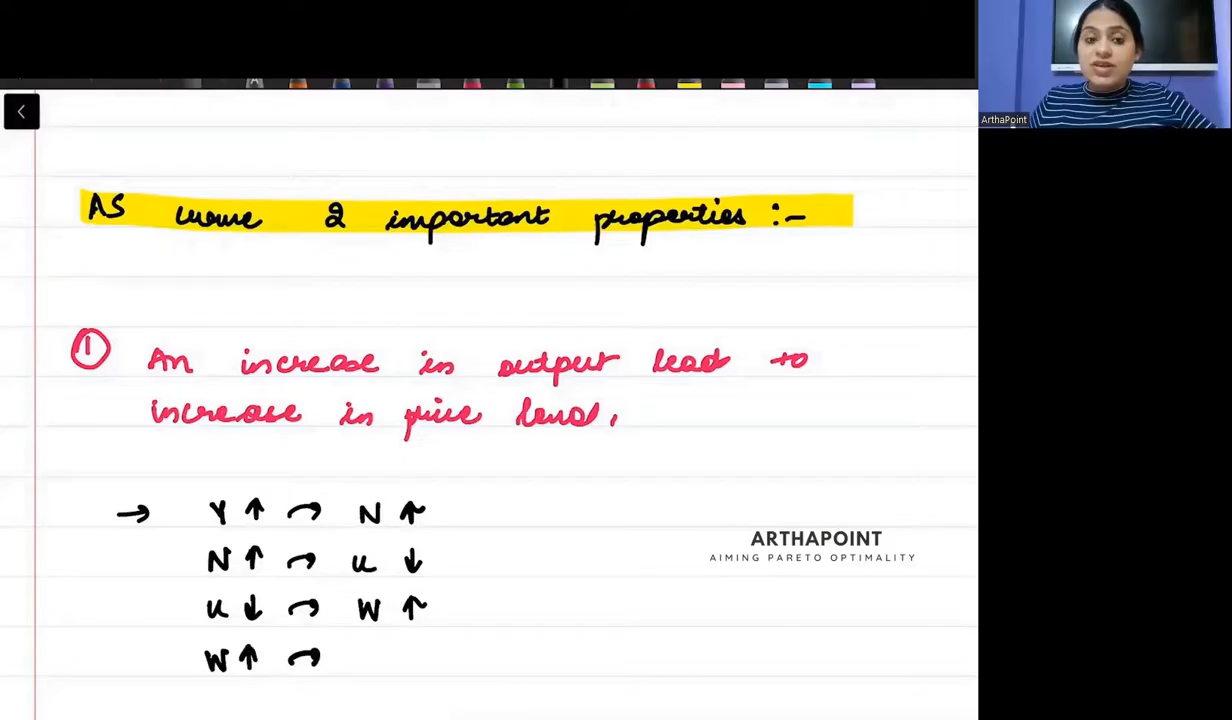 ArthaPoint
AS curve 2 important properties :-
① An increase in output lead to
increase in price level.
→ Y ↑ → N ↑
N ↑ → u ↓
u ↓ → W ↑
W ↑ →
ARTHAPOINT
AIMING PARETO OPTIMALITY